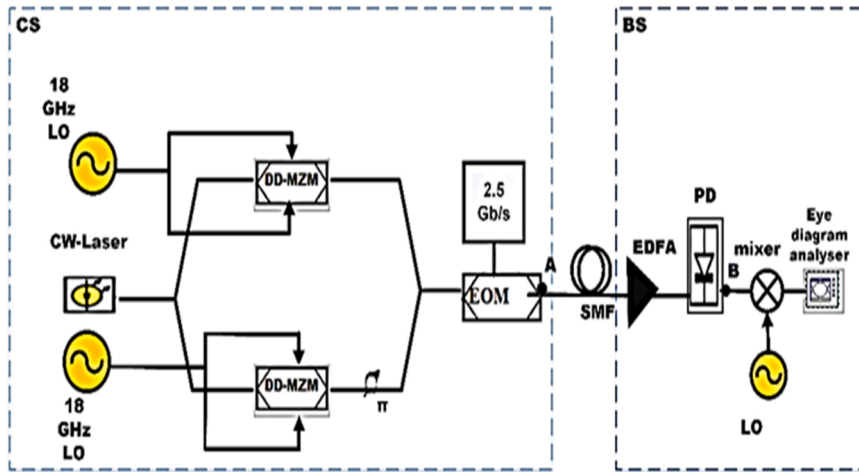 CS
BS
18
GHz
LO
DD-MZM
2.5
Gb/s
CW-Laser
A
EOM
SMF
EDFA
PD
B
mixer
Eye
diagram
analyser
LO
DD-MZM
π
18
GHz
LO